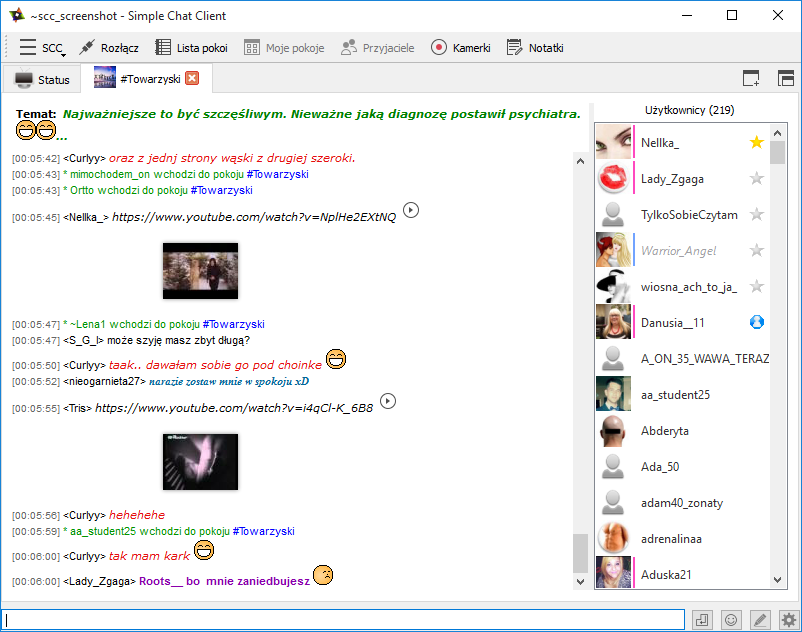 ~scc_screenshot - Simple Chat Client
SCC Rozłącz Lista pokoi Moje pokoje Przyjaciele Kamerki Notatki
Status #Towarzyski
Temat: Najważniejsze to być szczęśliwym. Nieważne jaką diagnozę postawił psychiatra.
...
[00:05:42] <Curlyy> oraz z jednj strony wąski z drugiej szeroki.
[00:05:43] * mimochodem_on wchodzi do pokoju #Towarzyski
[00:05:43] * Ortto wchodzi do pokoju #Towarzyski
[00:05:45] <Nellka_> https://www.youtube.com/watch?v=NplHe2EXtNQ
[00:05:47] * ~Lena1 wchodzi do pokoju #Towarzyski
[00:05:47] <S_G_I> może szyję masz zbyt długą?
[00:05:50] <Curlyy> taak.. dawałam sobie go pod choinke
[00:05:52] <nieogarnieta27> narazie zostaw mnie w spokoju xD
[00:05:55] <Tris> https://www.youtube.com/watch?v=i4qCl-K_6B8
[00:05:56] <Curlyy> hehehehe
[00:05:59] * aa_student25 wchodzi do pokoju #Towarzyski
[00:06:00] <Curlyy> tak mam kark
[00:06:00] <Lady_Zgaga> Roots__ bo mnie zaniedbujesz
Użytkownicy (219)
Nellka_
Lady_Zgaga
TylkoSobieCzytam
Warrior_Angel
wiosna_ach_to_ja_
Danusia__11
A_ON_35_WAWA_TERAZ
aa_student25
Abderyta
Ada_50
adam40_zonaty
adrenalinaa
Aduska21